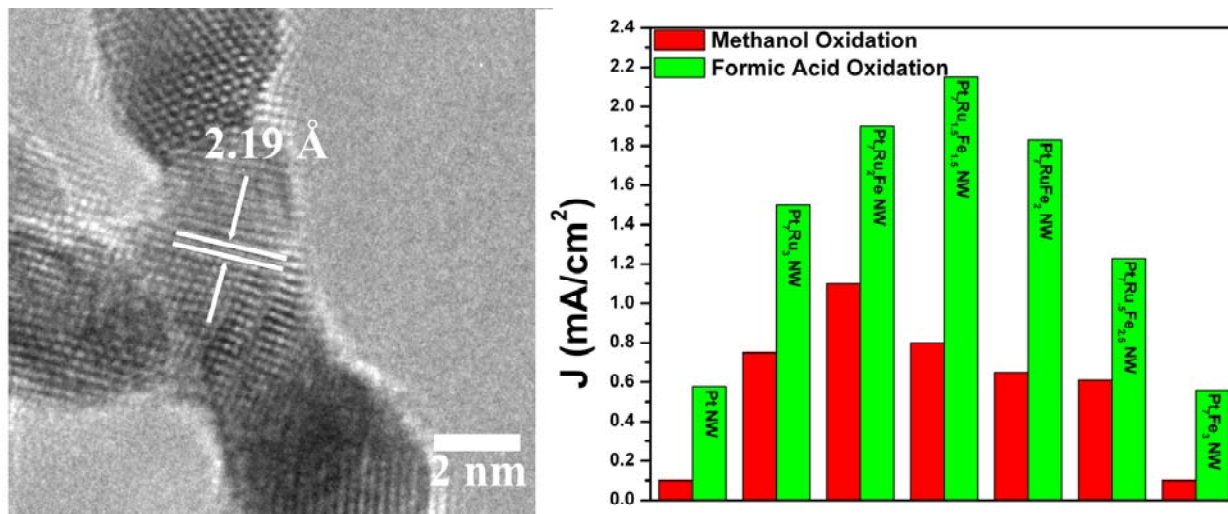 2.19 Å
2 nm
J (mA/cm²)
2.4
2.2
2.0
1.8
1.6
1.4
1.2
1.0
0.8
0.6
0.4
0.2
0.0
Methanol Oxidation
Formic Acid Oxidation
Pt NW
Pt₇Ru₃ NW
Pt₇Ru₂Fe NW
Pt₇Ru₁.₅Fe₁.₅ NW
Pt₇RuFe₂ NW
Pt₇Ru.₅Fe₂.₅ NW
Pt₇Fe₃ NW